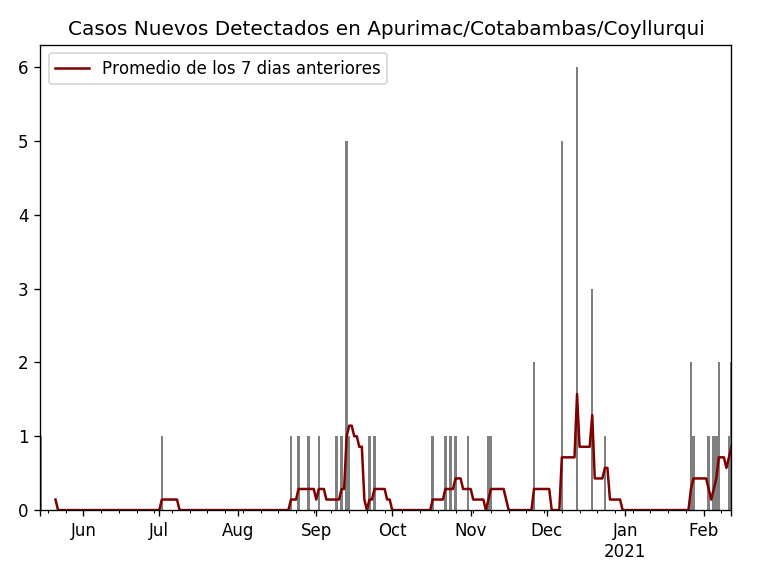 Casos Nuevos Detectados en Apurimac/Cotabambas/Coyllurqui
Promedio de los 7 dias anteriores
6
5
4
3
2
1
0
Jun Jul Aug Sep Oct Nov Dec Jan Feb
2021